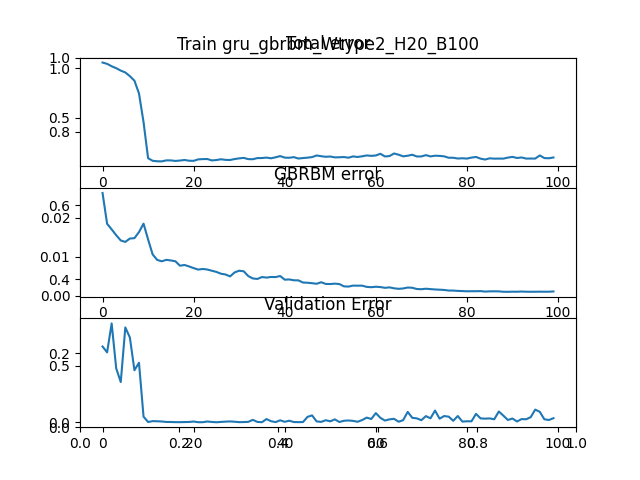 Train gru_gbrbm_Wtype2_H20_B100
Total error
1.0
1.0
0.5
0.8
0 20 40 60 80 100
GBRBM error
0.6
0.02
0.01
0.4
0.00
0 20 40 60 80 100
Validation Error
0.2
0.5
0.0
0.0
0.0 0 0.2 20 0.4 40 0.6 60 0.8 80 100 1.0